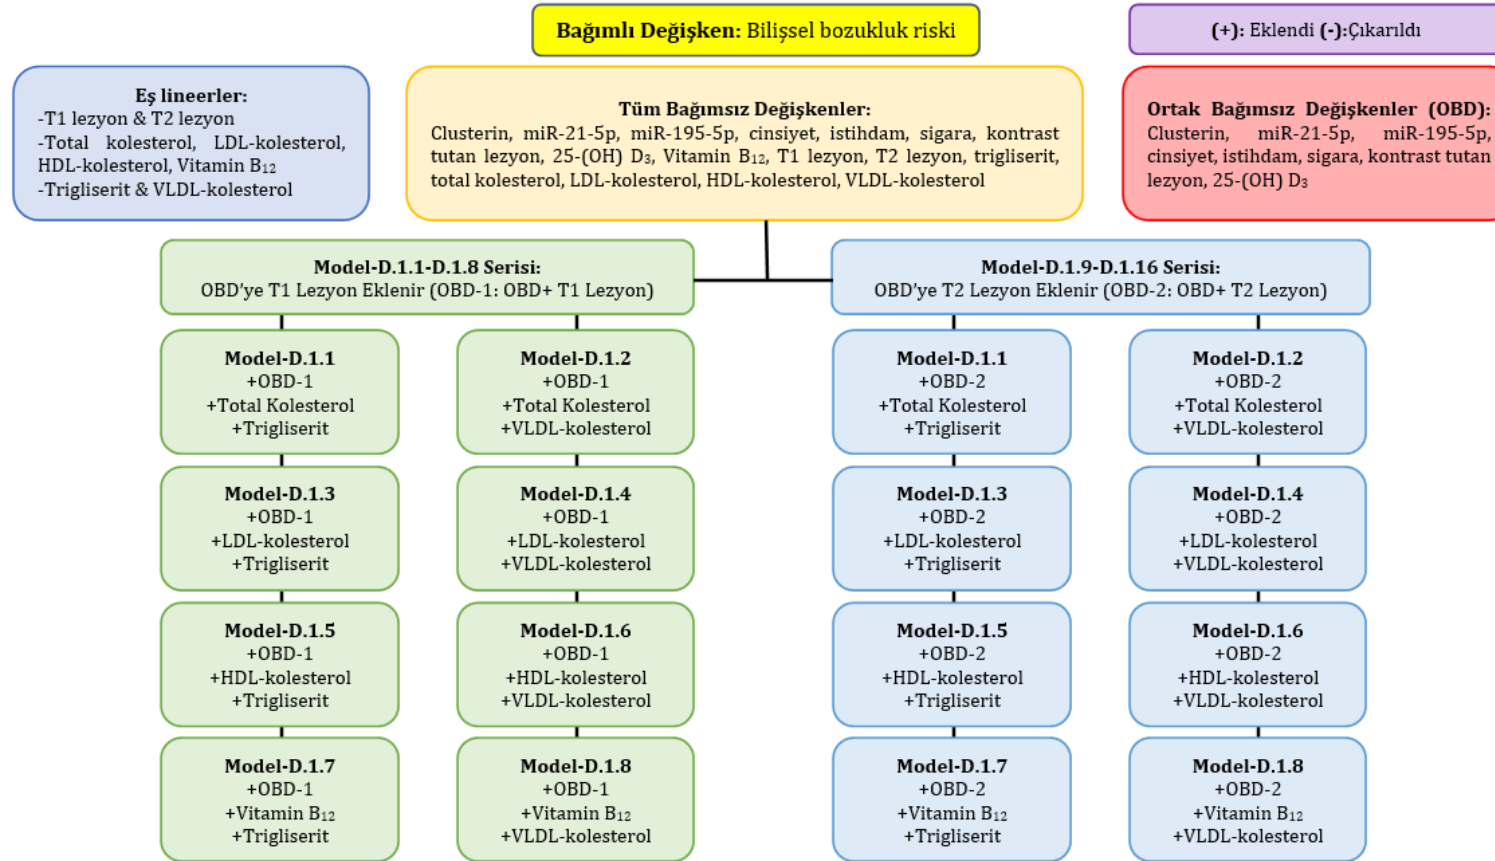 Bağımlı Değişken: Bilişsel bozukluk riski
(+): Eklendi (-):Çıkarıldı
Eş lineerler:
-T1 lezyon & T2 lezyon
-Total kolesterol, LDL-kolesterol,
HDL-kolesterol, Vitamin B₁₂
-Trigliserit & VLDL-kolesterol
Tüm Bağımsız Değişkenler:
Clusterin, miR-21-5p, miR-195-5p, cinsiyet, istihdam, sigara, kontrast
tutan lezyon, 25-(OH) D₃, Vitamin B₁₂, T1 lezyon, T2 lezyon, trigliserit,
total kolesterol, LDL-kolesterol, HDL-kolesterol, VLDL-kolesterol
Ortak Bağımsız Değişkenler (OBD):
Clusterin, miR-21-5p, miR-195-5p,
cinsiyet, istihdam, sigara, kontrast tutan
lezyon, 25-(OH) D₃
Model-D.1.1-D.1.8 Serisi:
OBD'ye T1 Lezyon Eklenir (OBD-1: OBD+ T1 Lezyon)
Model-D.1.9-D.1.16 Serisi:
OBD'ye T2 Lezyon Eklenir (OBD-2: OBD+ T2 Lezyon)
Model-D.1.1
+OBD-1
+Total Kolesterol
+Trigliserit
Model-D.1.2
+OBD-1
+Total Kolesterol
+VLDL-kolesterol
Model-D.1.1
+OBD-2
+Total Kolesterol
+Trigliserit
Model-D.1.2
+OBD-2
+Total Kolesterol
+VLDL-kolesterol
Model-D.1.3
+OBD-1
+LDL-kolesterol
+Trigliserit
Model-D.1.4
+OBD-1
+LDL-kolesterol
+VLDL-kolesterol
Model-D.1.3
+OBD-2
+LDL-kolesterol
+Trigliserit
Model-D.1.4
+OBD-2
+LDL-kolesterol
+VLDL-kolesterol
Model-D.1.5
+OBD-1
+HDL-kolesterol
+Trigliserit
Model-D.1.6
+OBD-1
+HDL-kolesterol
+VLDL-kolesterol
Model-D.1.5
+OBD-2
+HDL-kolesterol
+Trigliserit
Model-D.1.6
+OBD-2
+HDL-kolesterol
+VLDL-kolesterol
Model-D.1.7
+OBD-1
+Vitamin B₁₂
+Trigliserit
Model-D.1.8
+OBD-1
+Vitamin B₁₂
+VLDL-kolesterol
Model-D.1.7
+OBD-2
+Vitamin B₁₂
+Trigliserit
Model-D.1.8
+OBD-2
+Vitamin B₁₂
+VLDL-kolesterol